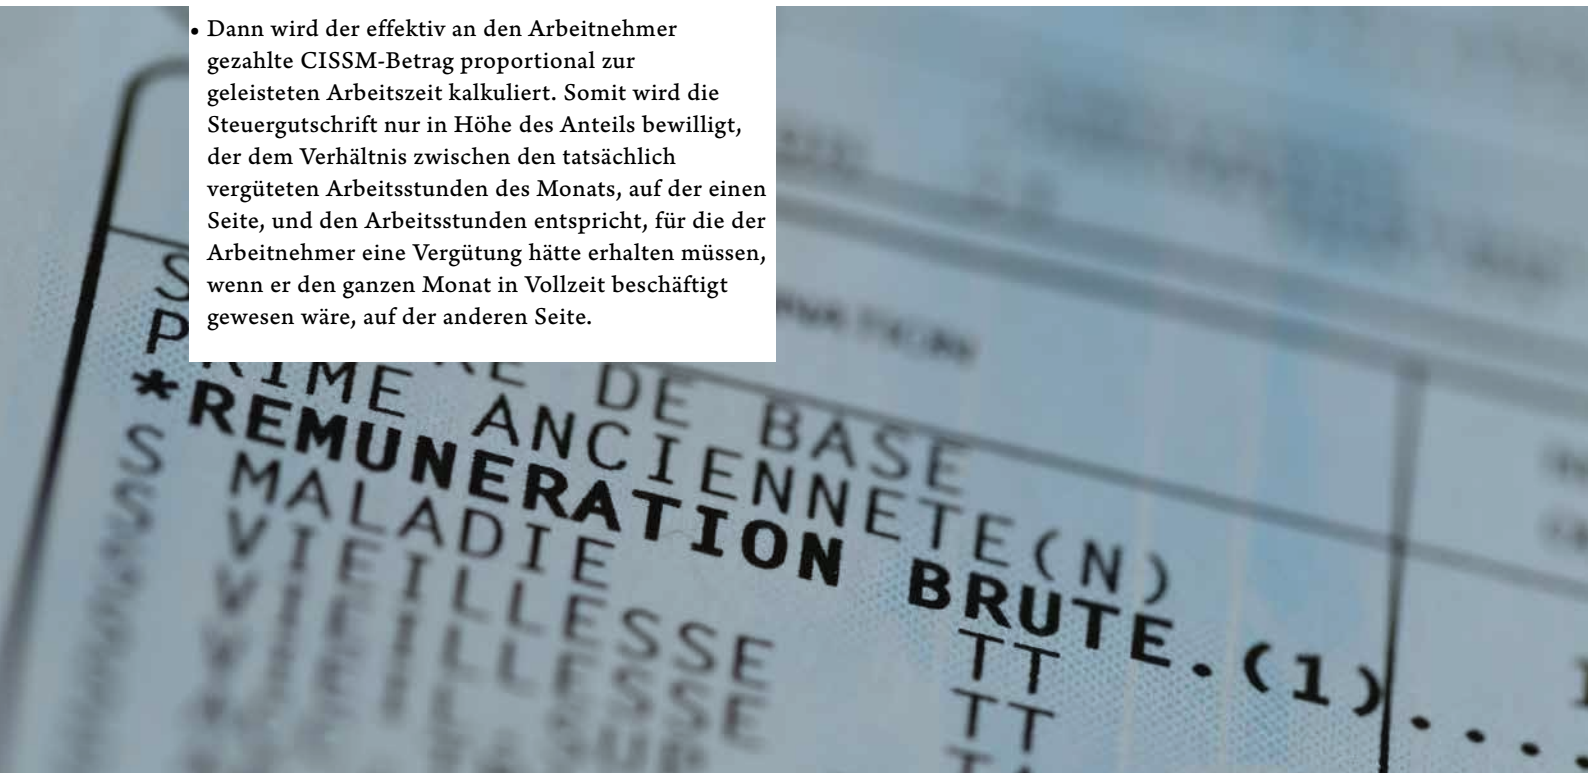 • Dann wird der effektiv an den Arbeitnehmer
gezahlte CISSM-Betrag proportional zur
geleisteten Arbeitszeit kalkuliert. Somit wird die
Steuergutschrift nur in Höhe des Anteils bewilligt,
der dem Verhältnis zwischen den tatsächlich
vergüteten Arbeitsstunden des Monats, auf der einen
Seite, und den Arbeitsstunden entspricht, für die der
Arbeitnehmer eine Vergütung hätte erhalten müssen,
wenn er den ganzen Monat in Vollzeit beschäftigt
gewesen wäre, auf der anderen Seite.
DE BASE
PRIME ANCIENNETE(N)
*REMUNERATION BRUTE.(1)....
MALADIE
VIEILLESSE TT
TT